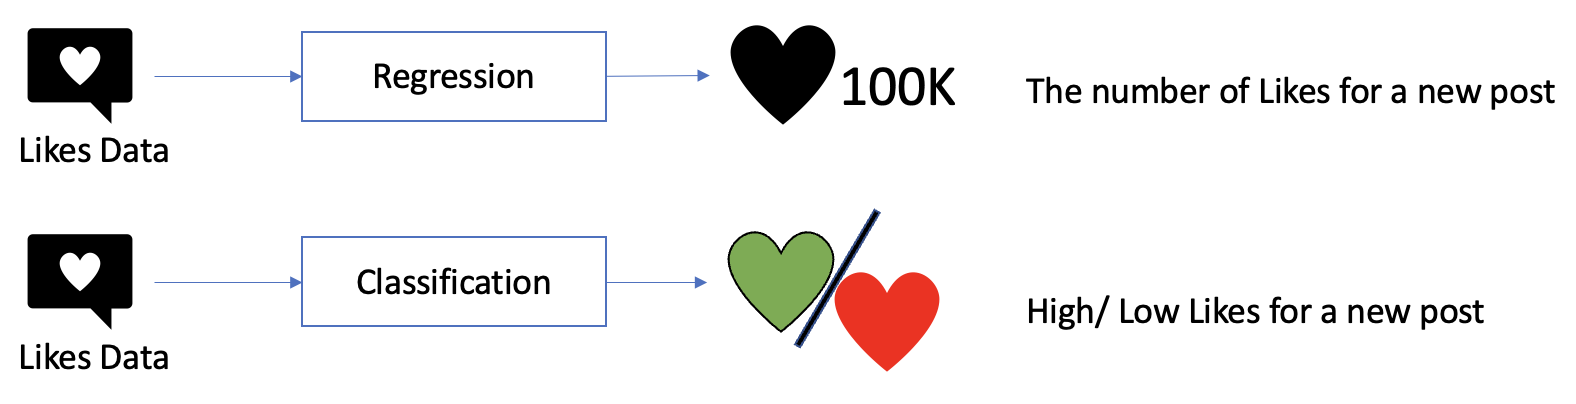 Regression
100K
The number of Likes for a new post
Likes Data
Classification
High/ Low Likes for a new post
Likes Data